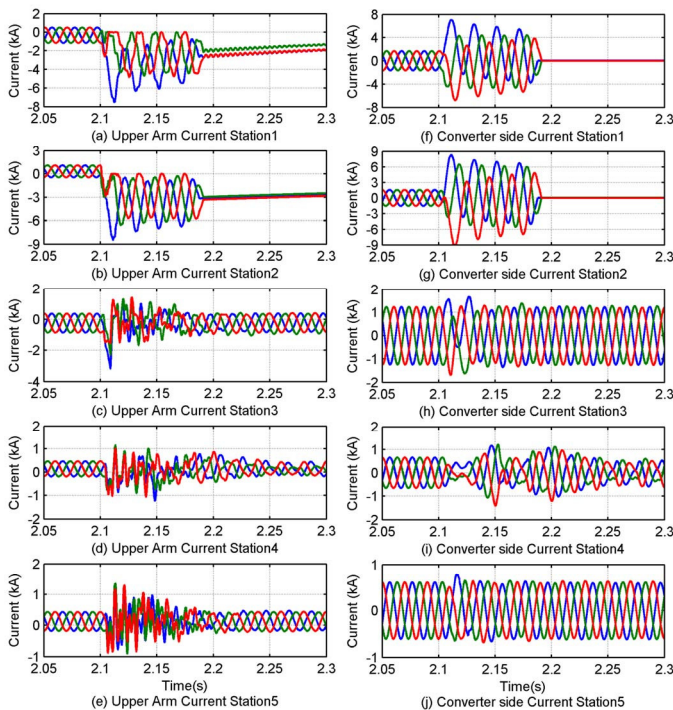 Current (kA)
2
0
-2
-4
-6
-8
2.05 2.1 2.15 2.2 2.25 2.3
(a) Upper Arm Current Station1
Current (kA)
8
4
0
-4
8
2.05 2.1 2.15 2.2 2.25 2.3
(f) Converter side Current Station1
Current (kA)
3
0
-3
-6
-9
2.05 2.1 2.15 2.2 2.25 2.3
(b) Upper Arm Current Station2
Current (kA)
9
6
3
0
-3
-6
9
2.05 2.1 2.15 2.2 2.25 2.3
(g) Converter side Current Station2
Current (kA)
2
0
-2
4
2.05 2.1 2.15 2.2 2.25 2.3
(c) Upper Arm Current Station3
Current (kA)
2
1
0
-1
2
2.05 2.1 2.15 2.2 2.25 2.3
(h) Converter side Current Station3
Current (kA)
2
1
0
-1
2
2.05 2.1 2.15 2.2 2.25 2.3
(d) Upper Arm Current Station4
Current (kA)
2
1
0
-1
2
2.05 2.1 2.15 2.2 2.25 2.3
(i) Converter side Current Station4
Current (kA)
2
1
0
-1
2.05 2.1 2.15 2.2 2.25 2.3
Time(s)
(e) Upper Arm Current Station5
Current (kA)
1
0
1
2.05 2.1 2.15 2.2 2.25 2.3
Time(s)
(j) Converter side Current Station5